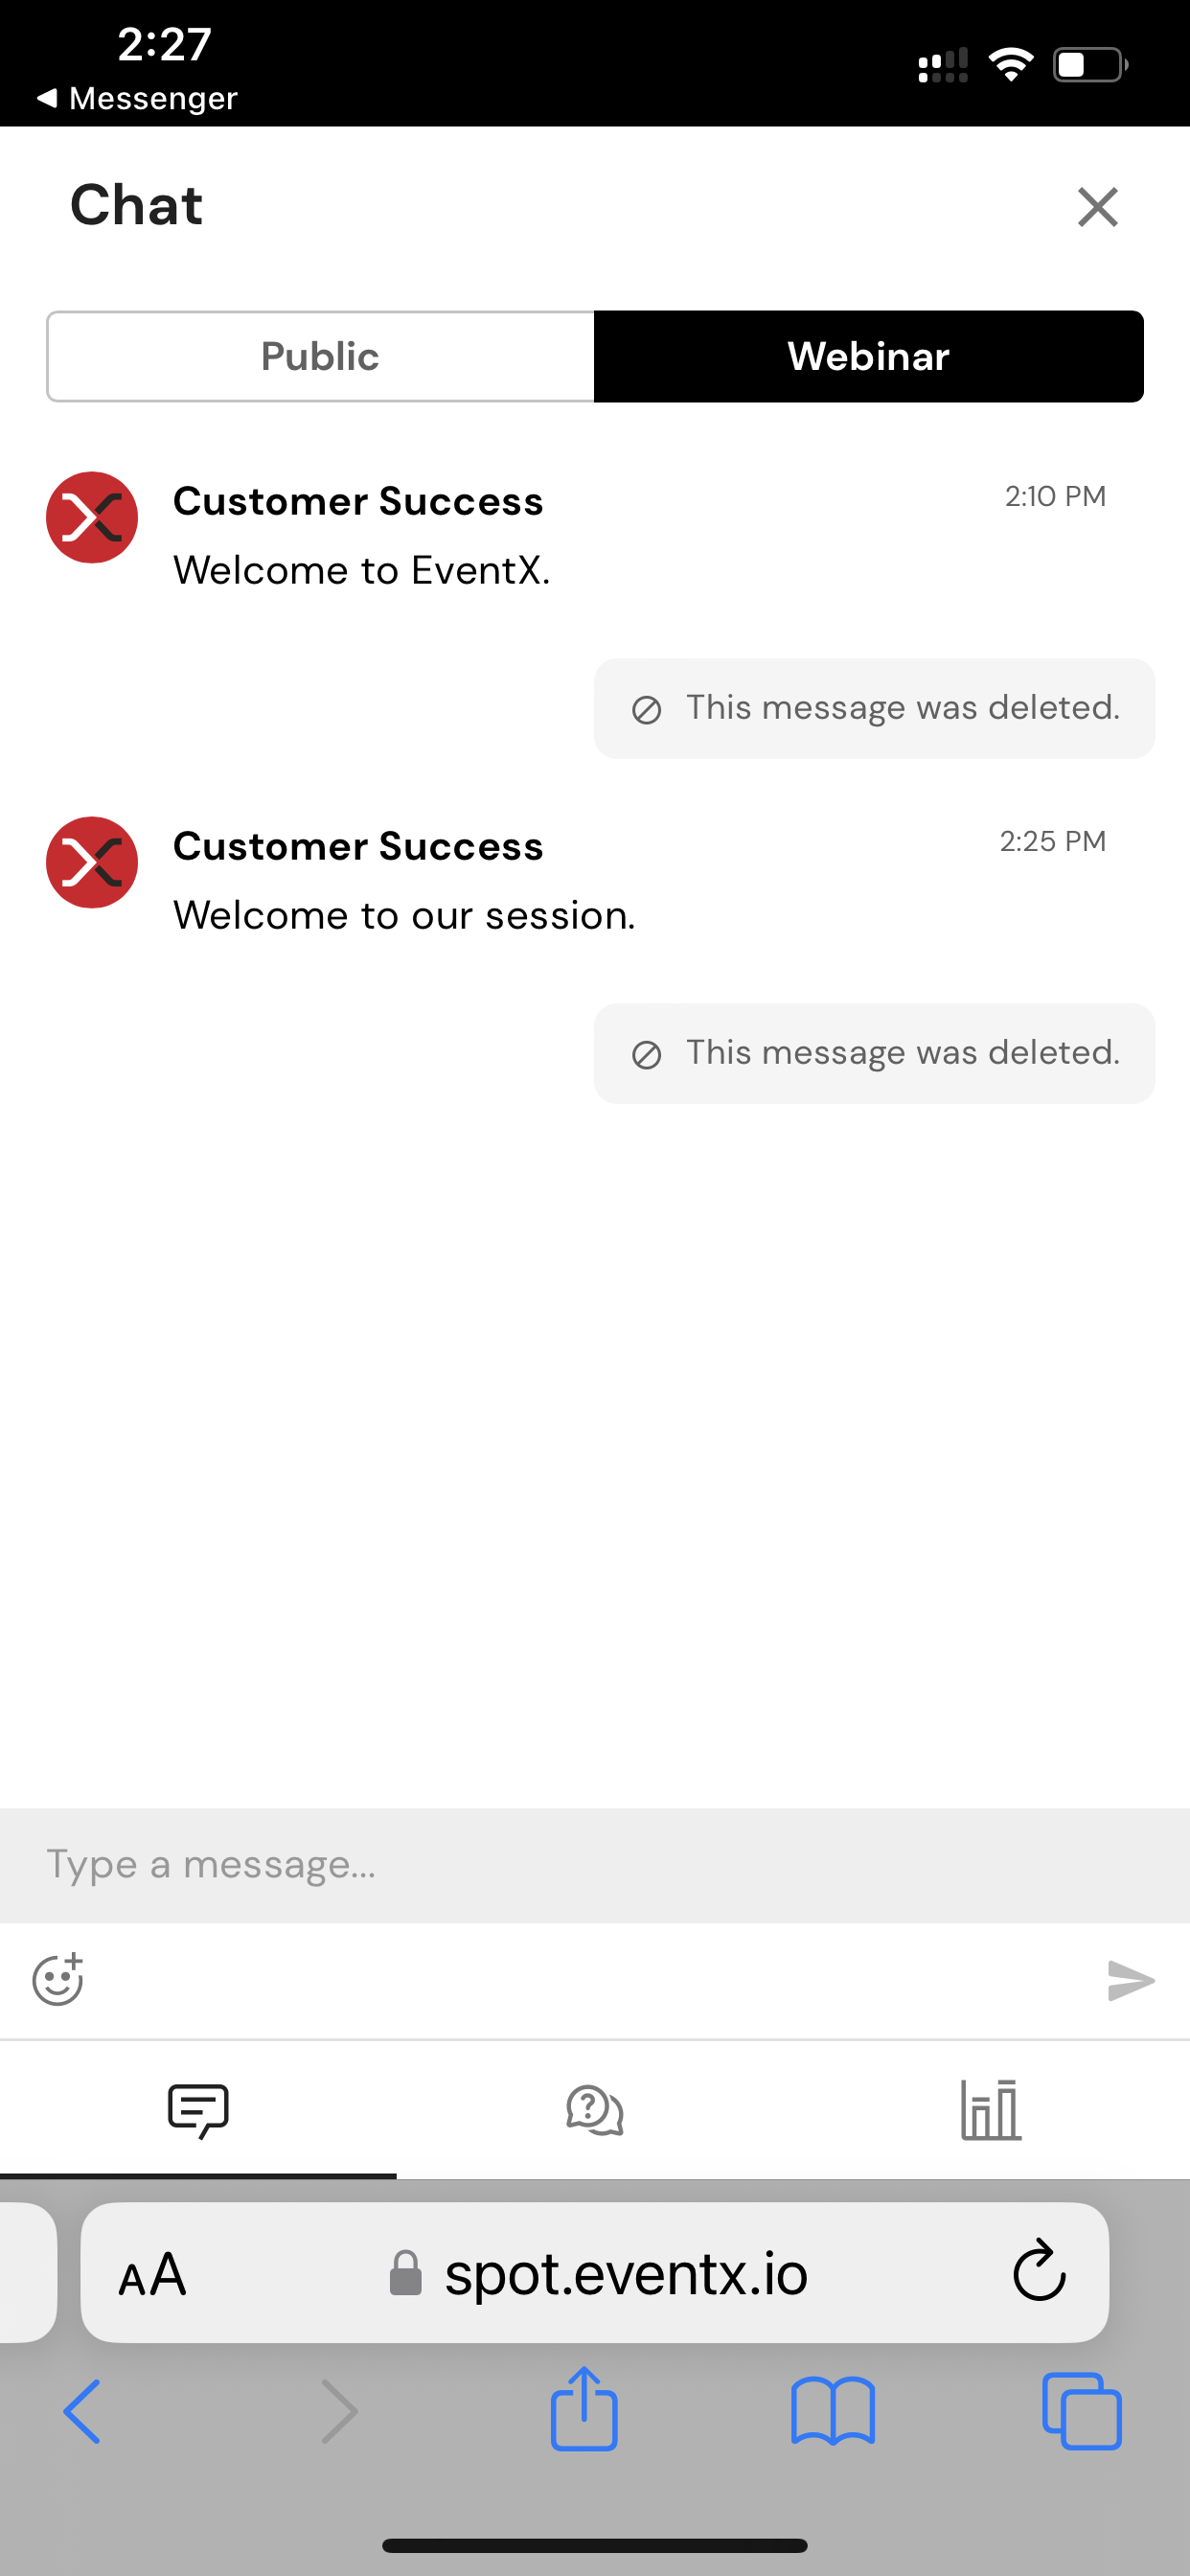 2:27
◀ Messenger
Chat
Public
Webinar
Customer Success
2:10 PM
Welcome to EventX.
This message was deleted.
Customer Success
2:25 PM
Welcome to our session.
This message was deleted.
Type a message...
AA
spot.eventx.io